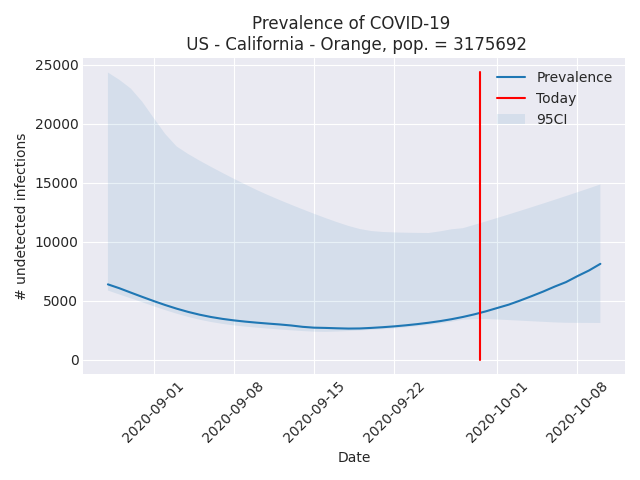 Prevalence of COVID-19
US - California - Orange, pop. = 3175692
25000
20000
15000
10000
5000
0
# undetected infections
Prevalence
Today
95CI
2020-09-01
2020-09-08
2020-09-15
2020-09-22
2020-10-01
2020-10-08
Date